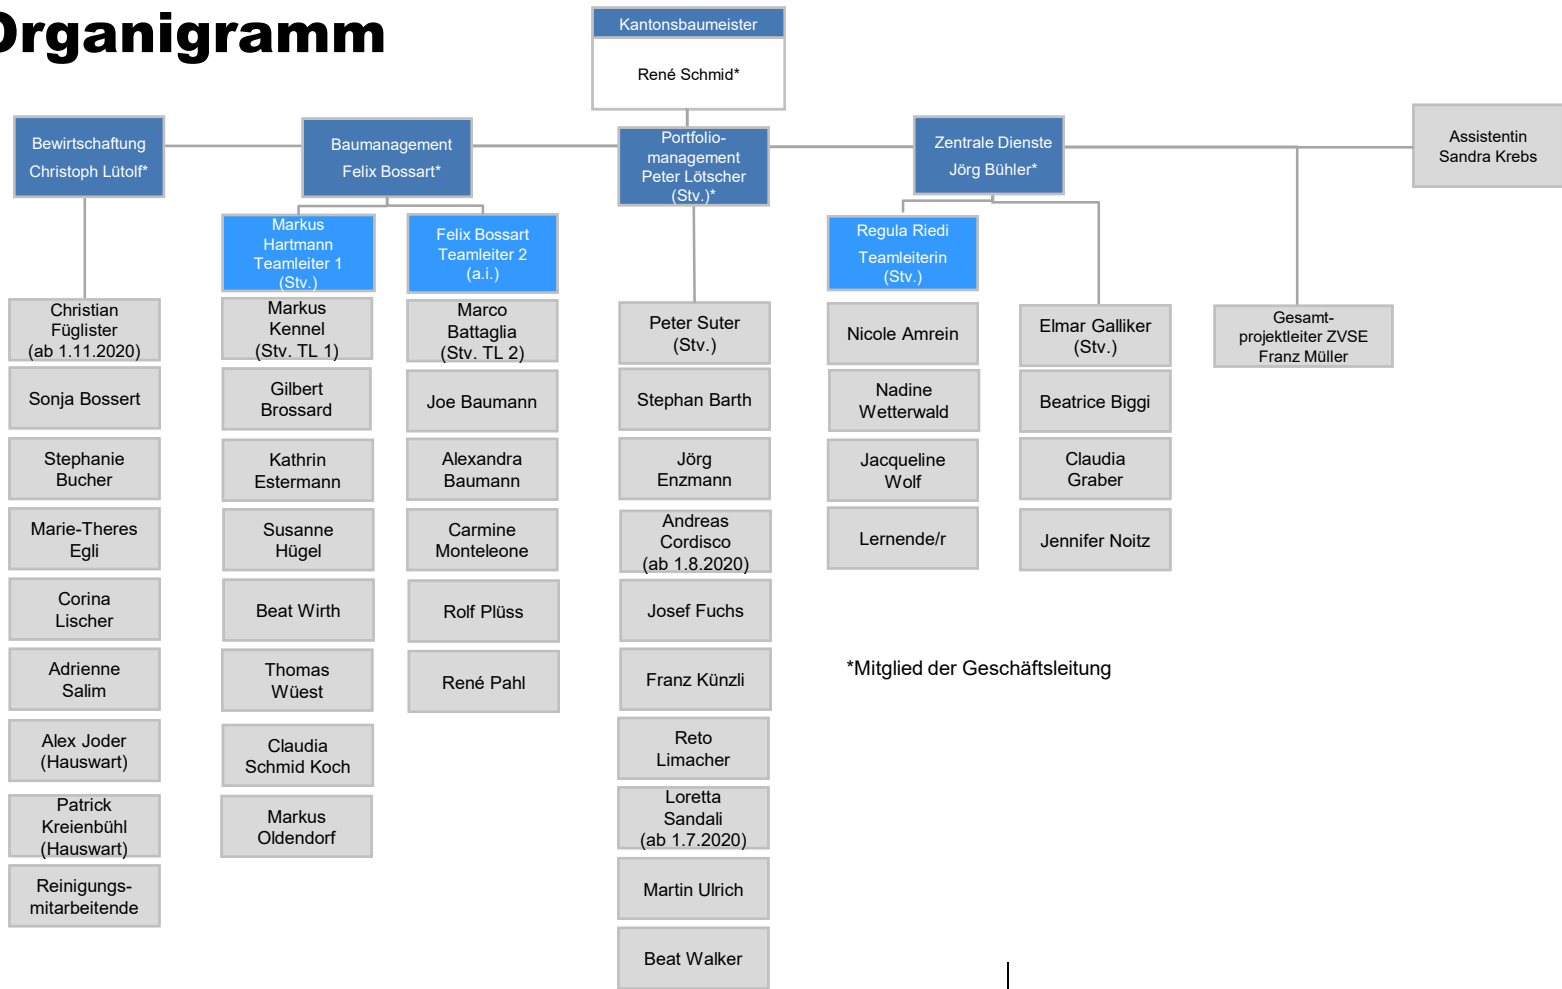 Organigramm
Kantonsbaumeister
René Schmid*
Bewirtschaftung
Christoph Lütolf*
Baumanagement
Felix Bossart*
Portfolio-
management
Peter Lötscher
(Stv.)*
Zentrale Dienste
Jörg Bühler*
Assistentin
Sandra Krebs
Markus
Hartmann
Teamleiter 1
(Stv.)
Felix Bossart
Teamleiter 2
(a.i.)
Regula Riedi
Teamleiterin
(Stv.)
Christian
Füglister
(ab 1.11.2020)
Sonja Bossert
Stephanie
Bucher
Marie-Theres
Egli
Corina
Lischer
Adrienne
Salim
Alex Joder
(Hauswart)
Patrick
Kreienbühl
(Hauswart)
Reinigungs-
mitarbeitende
Markus
Kennel
(Stv. TL 1)
Gilbert
Brossard
Kathrin
Estermann
Susanne
Hügel
Beat Wirth
Thomas
Wüest
Claudia
Schmid Koch
Markus
Oldendorf
Marco
Battaglia
(Stv. TL 2)
Joe Baumann
Alexandra
Baumann
Carmine
Monteleone
Rolf Plüss
René Pahl
Peter Suter
(Stv.)
Stephan Barth
Jörg
Enzmann
Andreas
Cordisco
(ab 1.8.2020)
Josef Fuchs
Franz Künzli
Reto
Limacher
Loretta
Sandali
(ab 1.7.2020)
Martin Ulrich
Beat Walker
Nicole Amrein
Nadine
Wetterwald
Jacqueline
Wolf
Lernende/r
Elmar Galliker
(Stv.)
Beatrice Biggi
Claudia
Graber
Jennifer Noitz
Gesamt-
projektleiter ZVSE
Franz Müller
*Mitglied der Geschäftsleitung